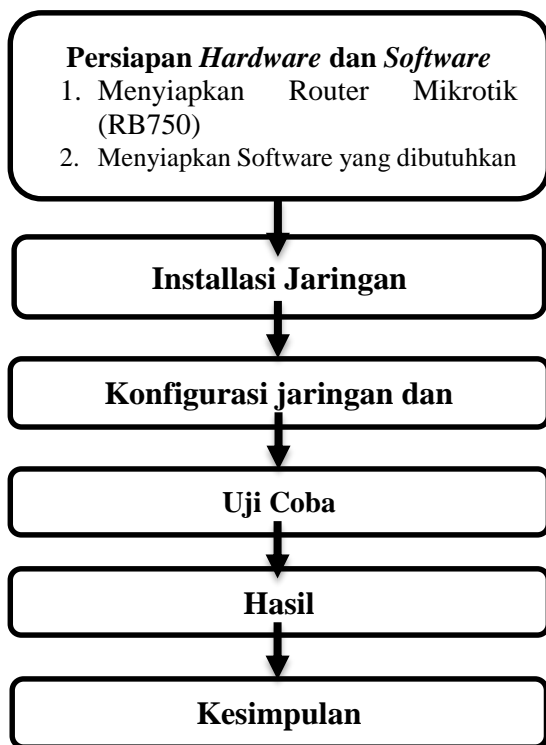 Persiapan Hardware dan Software
1. Menyiapkan Router Mikrotik
(RB750)
2. Menyiapkan Software yang dibutuhkan
Installasi Jaringan
Konfigurasi jaringan dan
Uji Coba
Hasil
Kesimpulan